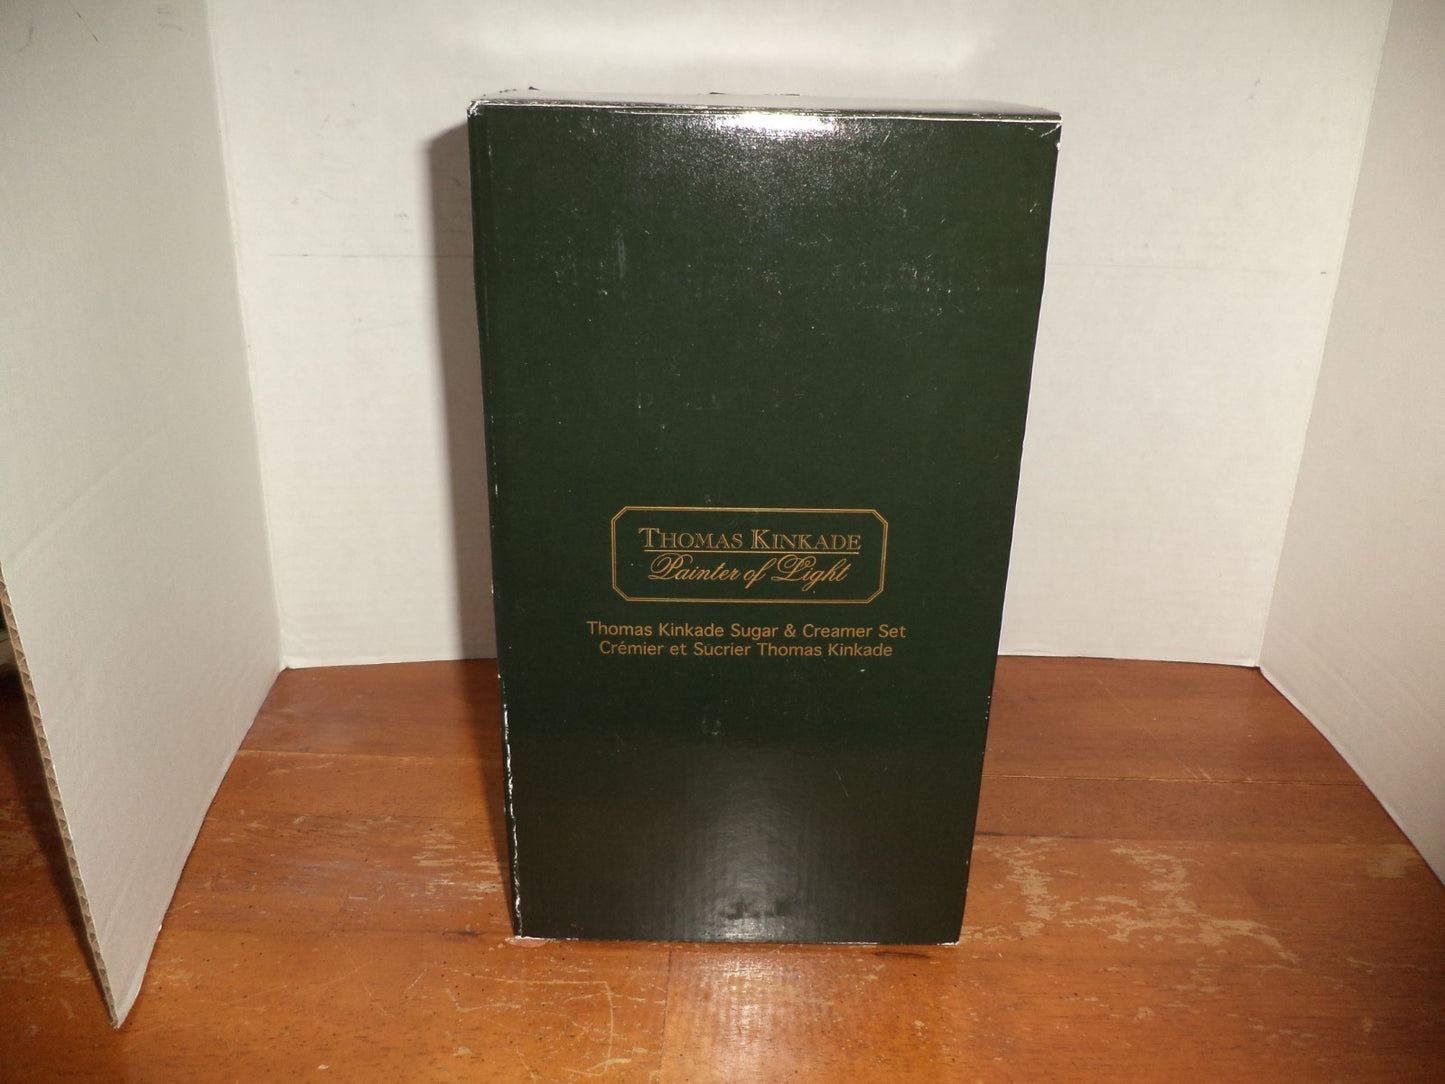 THOMAS KINKADE
Painter of Light
Thomas Kinkade Sugar & Creamer Set
Crémier et Sucrier Thomas Kinkade